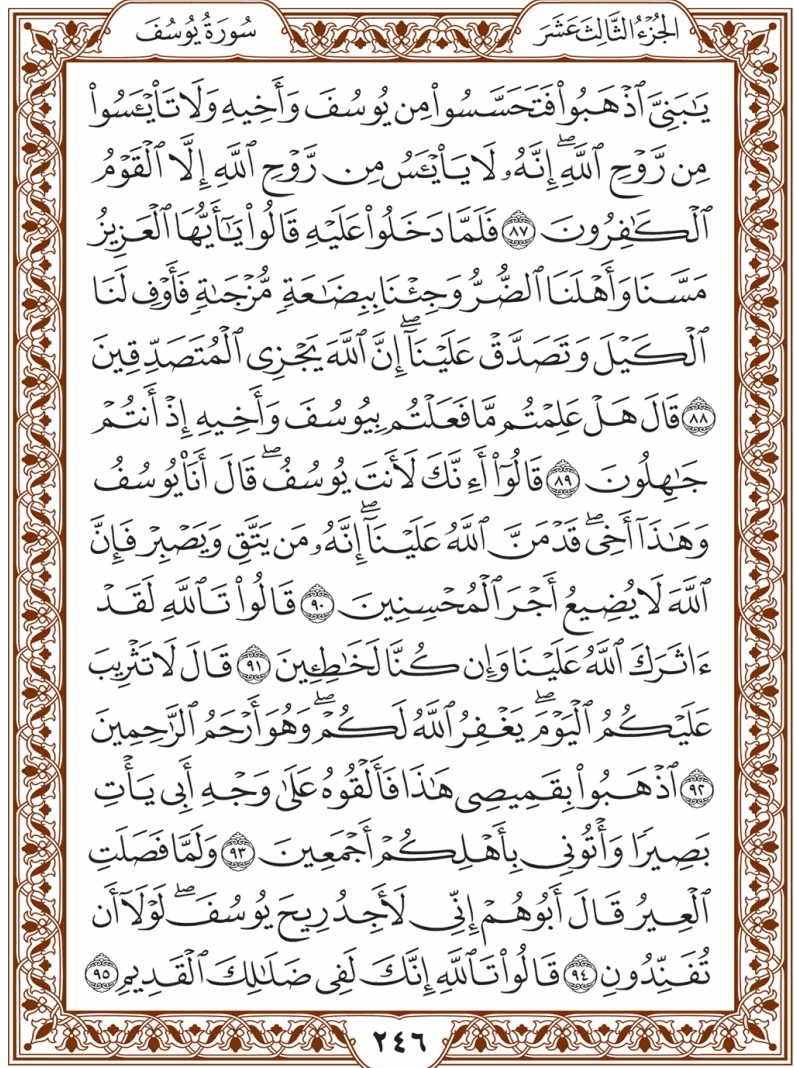 الجُزْءُ الثَّالِثَ عَشَرَ
سُورَةُ يُوسُفَ
يَٰبَنِيَّ ٱذْهَبُواْ فَتَحَسَّسُواْ مِن يُوسُفَ وَأَخِيهِ وَلَا تَاْيْـَٔسُواْ
مِن رَّوْحِ ٱللَّهِۖ إِنَّهُۥ لَا يَاْيْـَٔسُ مِن رَّوْحِ ٱللَّهِ إِلَّا ٱلْقَوْمُ
ٱلْكَٰفِرُونَ ٨٧ فَلَمَّا دَخَلُواْ عَلَيْهِ قَالُواْ يَٰٓأَيُّهَا ٱلْعَزِيزُ
مَسَّنَا وَأَهْلَنَا ٱلضُّرُّ وَجِئْنَا بِبِضَٰعَةٍ مُّزْجَىٰةٍ فَأَوْفِ لَنَا
ٱلْكَيْلَ وَتَصَدَّقْ عَلَيْنَآۖ إِنَّ ٱللَّهَ يَجْزِي ٱلْمُتَصَدِّقِينَ
٨٨ قَالَ هَلْ عَلِمْتُم مَّا فَعَلْتُم بِيُوسُفَ وَأَخِيهِ إِذْ أَنتُمْ
جَٰهِلُونَ ٨٩ قَالُوٓاْ أَءِنَّكَ لَأَنتَ يُوسُفُۖ قَالَ أَنَا۠ يُوسُفُ
وَهَٰذَآ أَخِيۖ قَدْ مَنَّ ٱللَّهُ عَلَيْنَآۖ إِنَّهُۥ مَن يَتَّقِ وَيَصْبِرْ فَإِنَّ
ٱللَّهَ لَا يُضِيعُ أَجْرَ ٱلْمُحْسِنِينَ ٩٠ قَالُواْ تَٱللَّهِ لَقَدْ
ءَاثَرَكَ ٱللَّهُ عَلَيْنَا وَإِن كُنَّا لَخَٰطِـِٔينَ ٩١ قَالَ لَا تَثْرِيبَ
عَلَيْكُمُ ٱلْيَوْمَۖ يَغْفِرُ ٱللَّهُ لَكُمْۖ وَهُوَ أَرْحَمُ ٱلرَّٰحِمِينَ
٩٢ ٱذْهَبُواْ بِقَمِيصِي هَٰذَا فَأَلْقُوهُ عَلَىٰ وَجْهِ أَبِي يَأْتِ
بَصِيرًا وَأْتُونِي بِأَهْلِكُمْ أَجْمَعِينَ ٩٣ وَلَمَّا فَصَلَتِ
ٱلْعِيرُ قَالَ أَبُوهُمْ إِنِّي لَأَجِدُ رِيحَ يُوسُفَۖ لَوْلَآ أَن
تُفَنِّدُونِ ٩٤ قَالُواْ تَٱللَّهِ إِنَّكَ لَفِي ضَلَٰلِكَ ٱلْقَدِيمِ ٩٥
٢٤٦